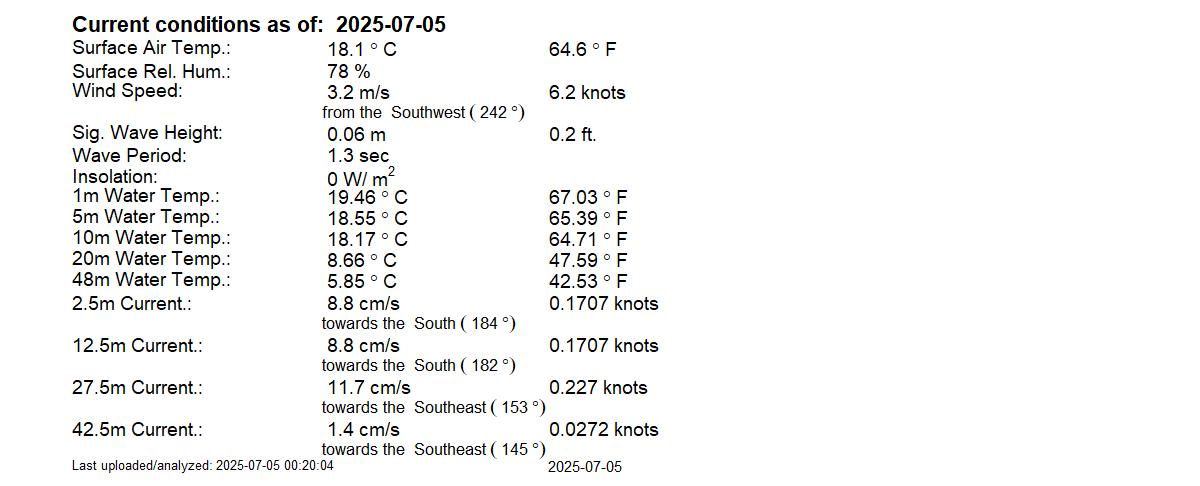 Current conditions as of: 2025-07-05
Surface Air Temp.: 18.1 ° C 64.6 ° F
Surface Rel. Hum.: 78 %
Wind Speed: 3.2 m/s 6.2 knots
from the Southwest ( 242 °)
Sig. Wave Height: 0.06 m 0.2 ft.
Wave Period: 1.3 sec
Insolation: 0 W/ m²
1m Water Temp.: 19.46 ° C 67.03 ° F
5m Water Temp.: 18.55 ° C 65.39 ° F
10m Water Temp.: 18.17 ° C 64.71 ° F
20m Water Temp.: 8.66 ° C 47.59 ° F
48m Water Temp.: 5.85 ° C 42.53 ° F
2.5m Current.: 8.8 cm/s 0.1707 knots
towards the South ( 184 °)
12.5m Current.: 8.8 cm/s 0.1707 knots
towards the South ( 182 °)
27.5m Current.: 11.7 cm/s 0.227 knots
towards the Southeast ( 153 °)
42.5m Current.: 1.4 cm/s 0.0272 knots
towards the Southeast ( 145 °)
Last uploaded/analyzed: 2025-07-05 00:20:04 2025-07-05